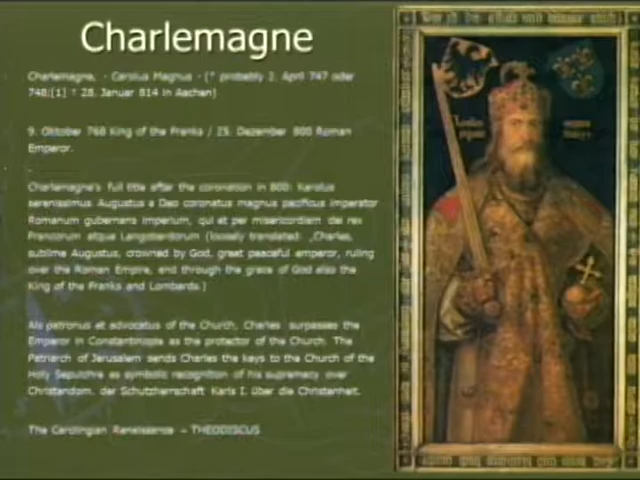 Charlemagne
Charlemagne, - Carolus Magnus - (* probably 2. April 747 oder
748;[1] † 28. Januar 814 in Aachen)
9. Oktober 768 King of the Franks / 25. Dezember 800 Roman
Emperor.
Charlemagne's full title after the coronation in 800: Karolus
serenissimus Augustus a Deo coronatus magnus pacificus imperator
Romanum gubernans imperium, qui et per misericordiam dei rex
Francorum atque Langobardorum (loosely translated: „Charles,
sublime Augustus, crowned by God, great peaceful emperor, ruling
over the Roman Empire, and through the grace of God also the
King of the Franks and Lombards.)
Als patronus et advocatus of the Church, Charles surpasses the
Emperor in Constantinople as the protector of the Church. The
Patriarch of Jerusalem sends Charles the keys to the Church of the
Holy Sepulchre as symbolic recognition of his supremacy over
Christendom. der Schutzherrschaft Karls I. über die Christenheit.
The Carolingian Renaissance – THEODISCUS